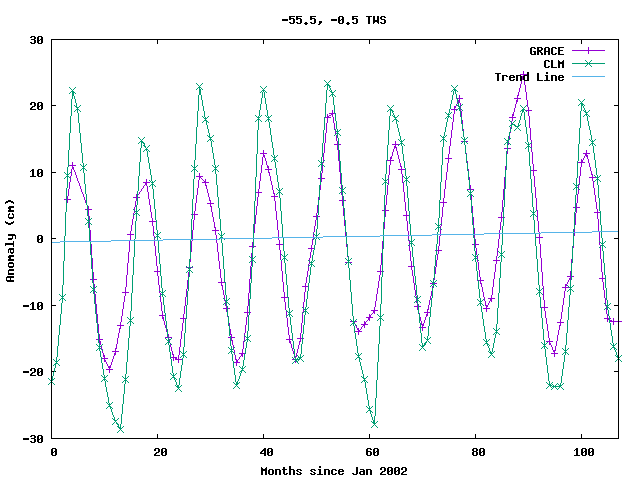 -55.5, -0.5 TWS
30
20
10
0
-10
-20
-30
Anomaly (cm)
GRACE
CLM
Trend Line
0 20 40 60 80 100
Months since Jan 2002